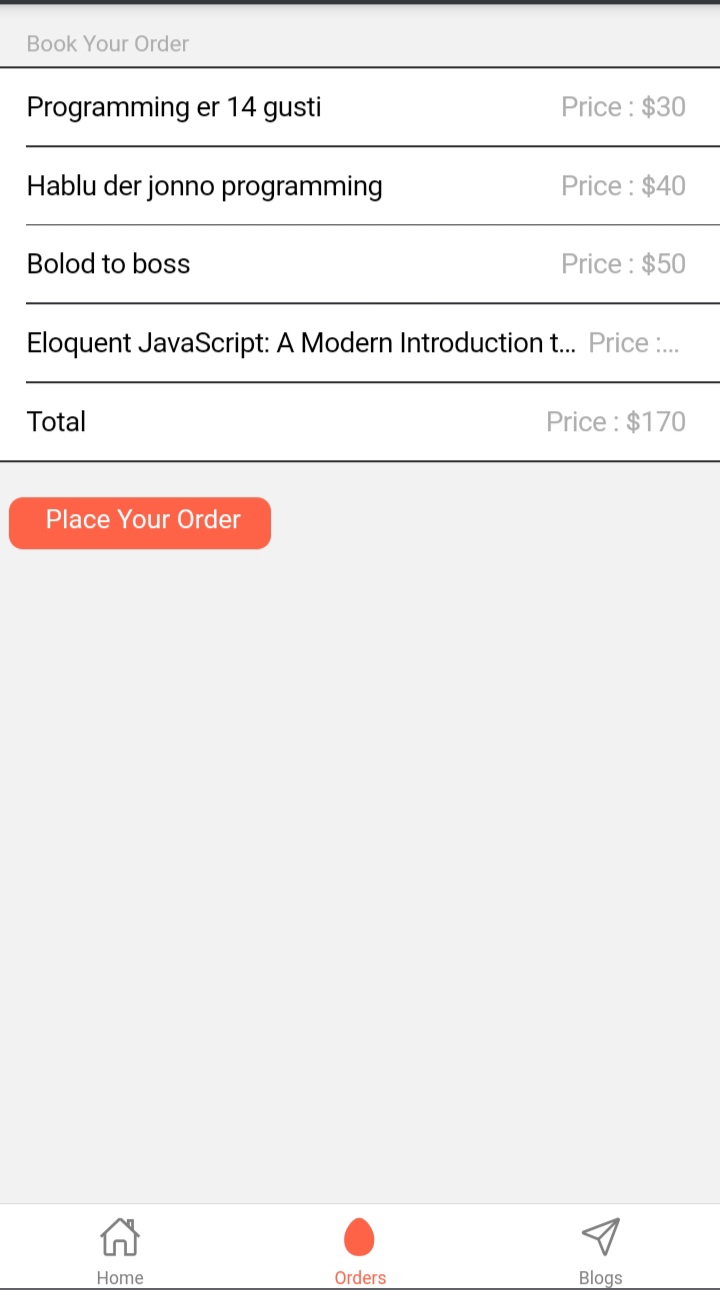 Book Your Order
Programming er 14 gusti Price : $30
Hablu der jonno programming Price : $40
Bolod to boss Price : $50
Eloquent JavaScript: A Modern Introduction t... Price :...
Total Price : $170
Place Your Order
Home Orders Blogs